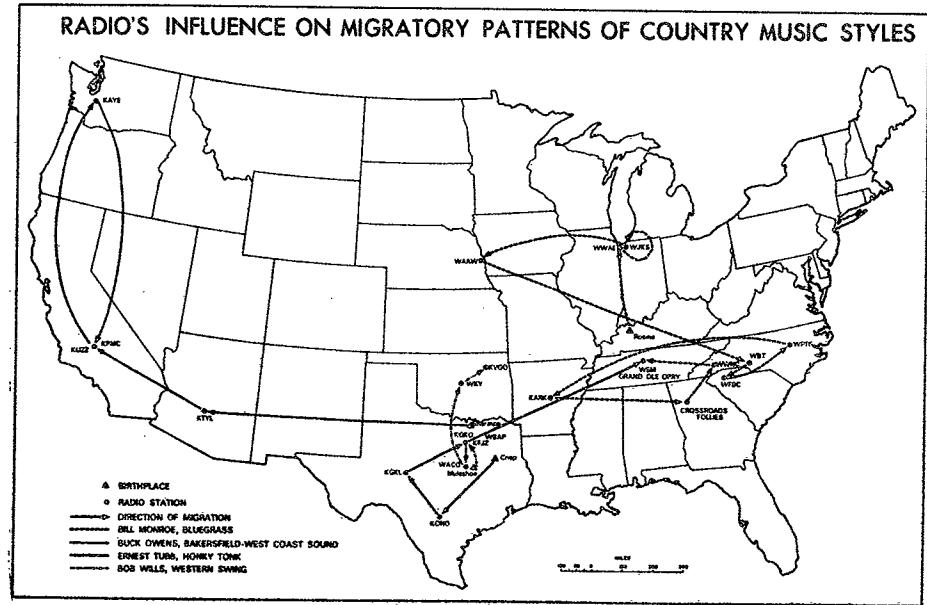 RADIO'S INFLUENCE ON MIGRATORY PATTERNS OF COUNTRY MUSIC STYLES
KAYE
WAAW
WWAE
WJKS
Rosine
KUZZ
KPMC
WPTF
WBT
WSM
GRAND OLE OPRY
WFBC
KVOO
WKY
KARK
CROSSROADS
FOLLIES
KTYL
KGKO
WBAP
KFJZ
WACO
KGKL
Crisp
KONO
BIRTHPLACE
RADIO STATION
DIRECTION OF MIGRATION
BILL MONROE, BLUEGRASS
BUCK OWENS, BAKERSFIELD-WEST COAST SOUND
ERNEST TUBB, HONKY TONK
BOB WILLS, WESTERN SWING
MILES